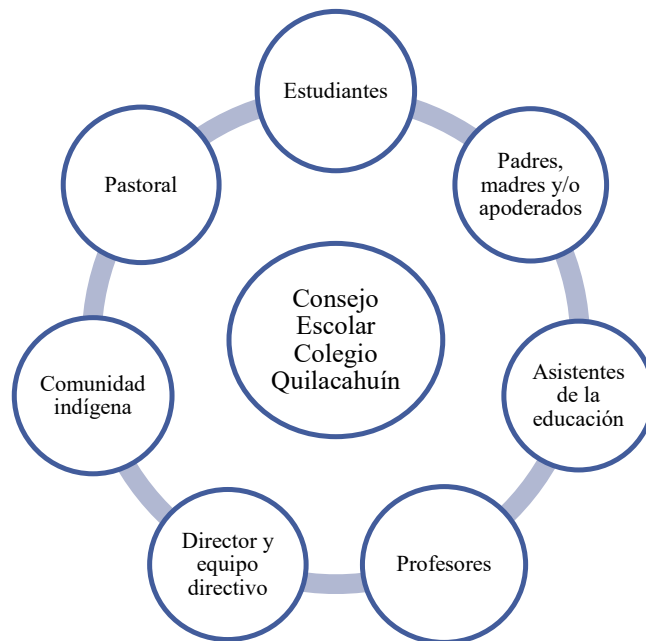 Estudiantes
Padres,
madres y/o
apoderados
Asistentes
de la
educación
Profesores
Director y
equipo
directivo
Comunidad
indígena
Pastoral
Consejo
Escolar
Colegio
Quilacahuín